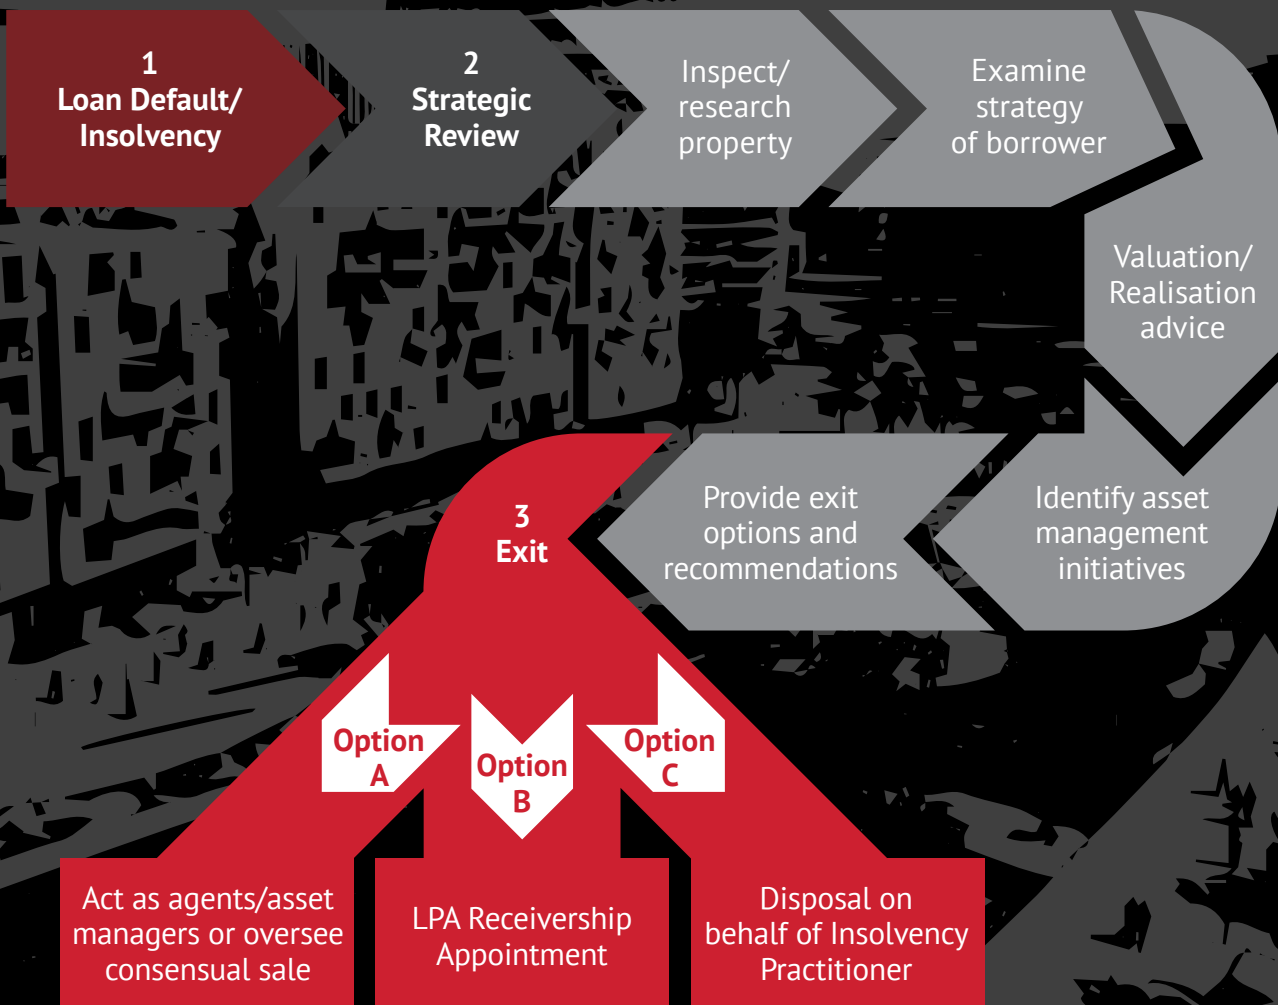 1
Loan Default/
Insolvency
2
Strategic
Review
Inspect/
research
property
Examine
strategy
of borrower
Valuation/
Realisation
advice
Identify asset
management
initiatives
Provide exit
options and
recommendations
3
Exit
Option
A
Option
B
Option
C
Act as agents/asset
managers or oversee
consensual sale
LPA Receivership
Appointment
Disposal on
behalf of Insolvency
Practitioner